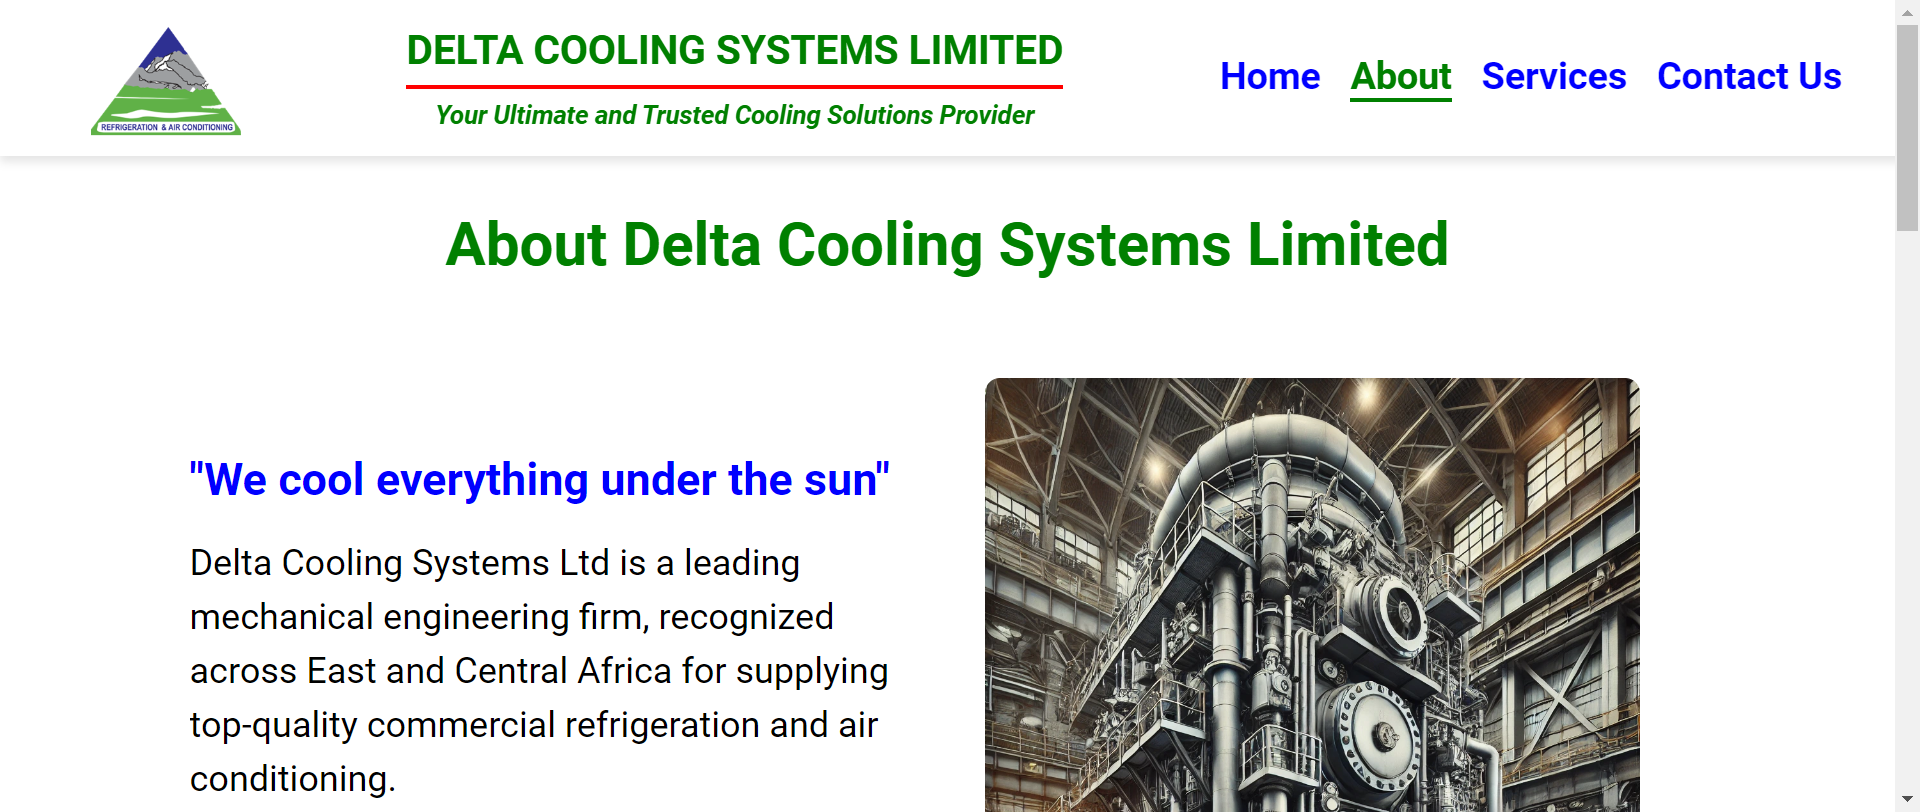 REFRIGERATION & AIR CONDITIONING
DELTA COOLING SYSTEMS LIMITED
Your Ultimate and Trusted Cooling Solutions Provider
Home About Services Contact Us
About Delta Cooling Systems Limited
"We cool everything under the sun"
Delta Cooling Systems Ltd is a leading
mechanical engineering firm, recognized
across East and Central Africa for supplying
top-quality commercial refrigeration and air
conditioning.